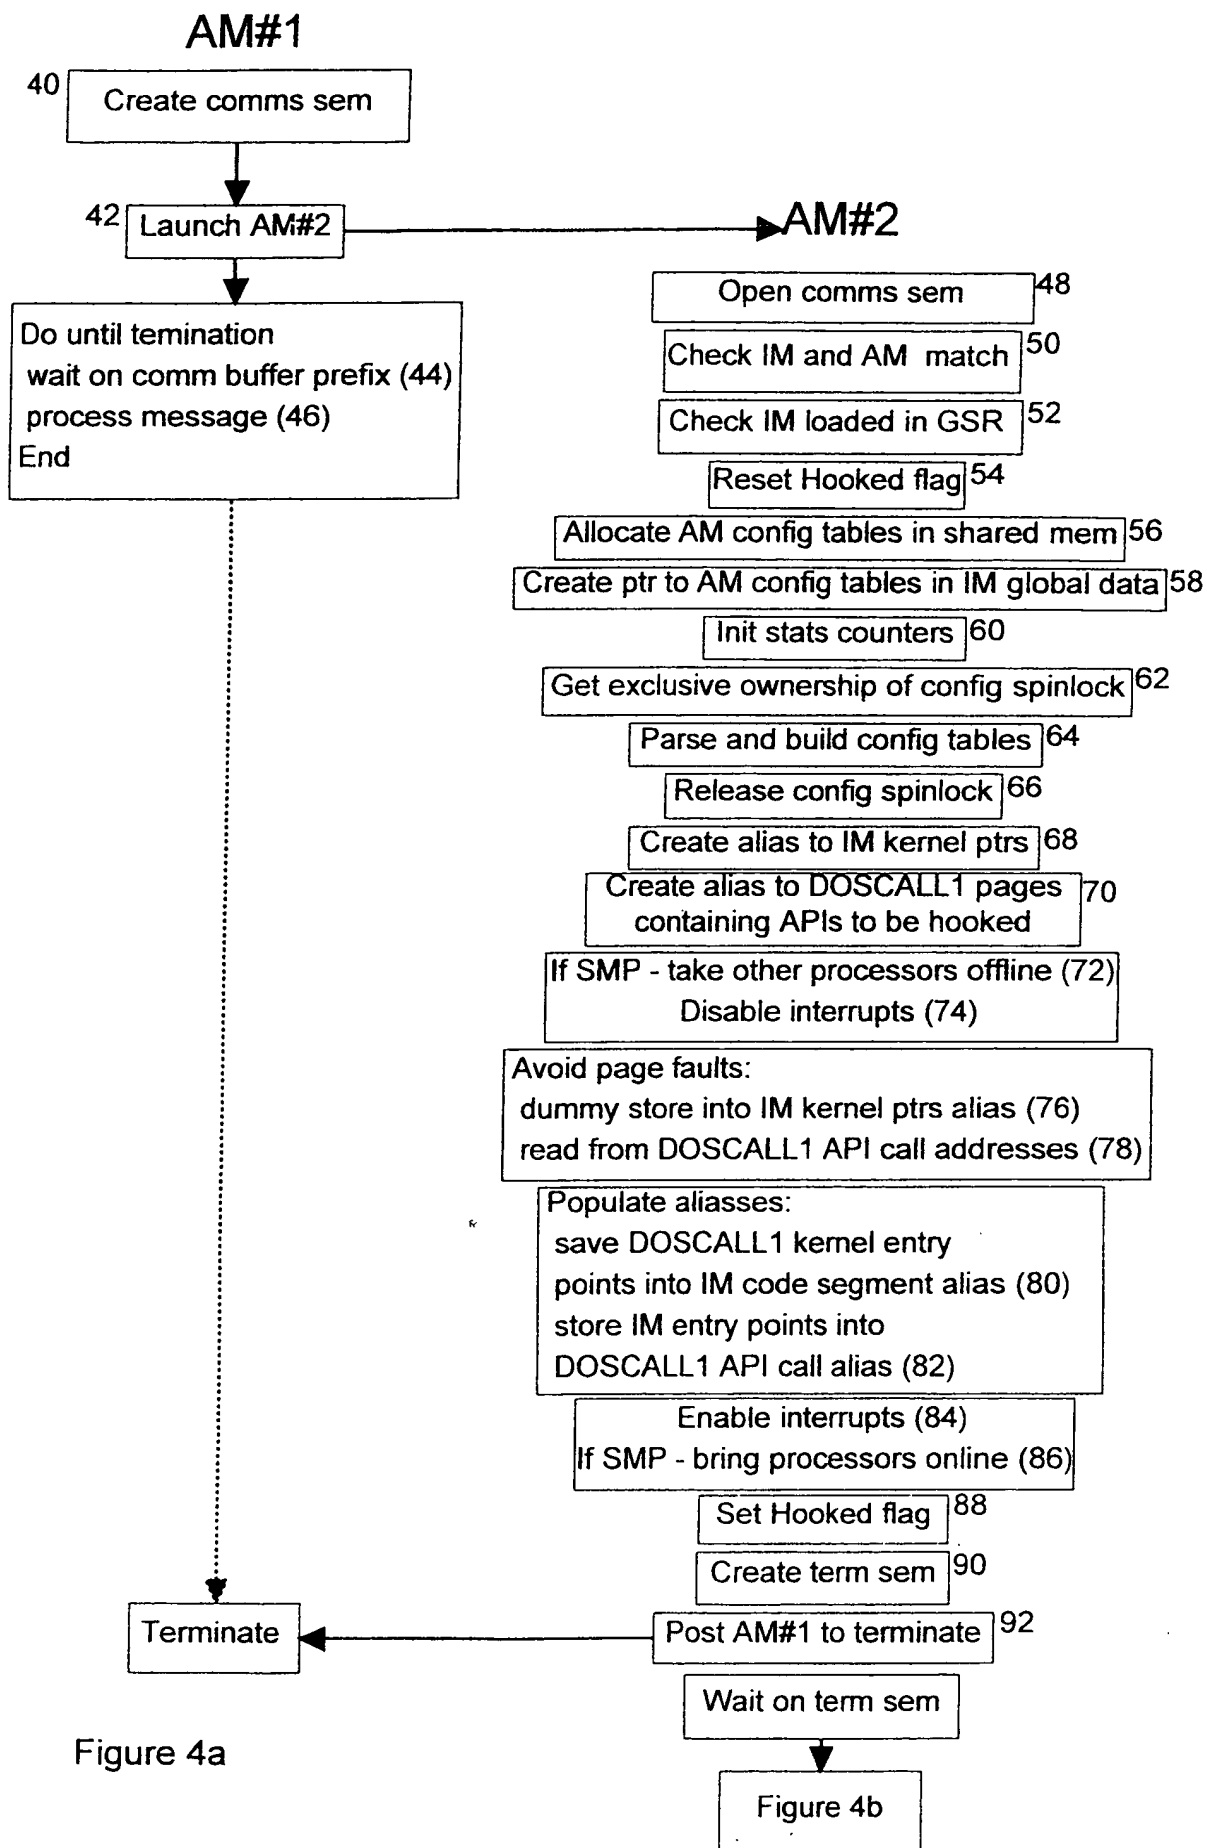 AM#1
40
Create comms sem
42
Launch AM#2
AM#2
Do until temination
wait on comm buffer prefix (44)
process message (46)
End
Open comms sem
48
Check IM and AM match
50
Check IM loaded in GSR
52
Reset Hooked flag
54
Allocate AM config tables in shared mem
56
Create ptr to AM config tables in IM global data
58
Init stats counters
60
Get exclusive ownership of config spinlock
62
Parse and build config tables
64
Release config spinlock
66
Create alias to IM kernel ptrs
68
Create alias to DOSCALL1 pages
containing APIs to be hooked
70
If SMP - take other processors offline (72)
Disable interrupts (74)
Avoid page faults:
dummy store into IM kernel ptrs alias (76)
read from DOSCALL1 API call addresses (78)
Populate aliasses:
save DOSCALL1 kernel entry
points into IM code segment alias (80)
store IM entry points into
DOSCALL1 API call alias (82)
Enable interrupts (84)
If SMP - bring processors online (86)
Set Hooked flag
88
Create term sem
90
Terminate
Post AM#1 to terminate
92
Wait on term sem
Figure 4a
Figure 4b